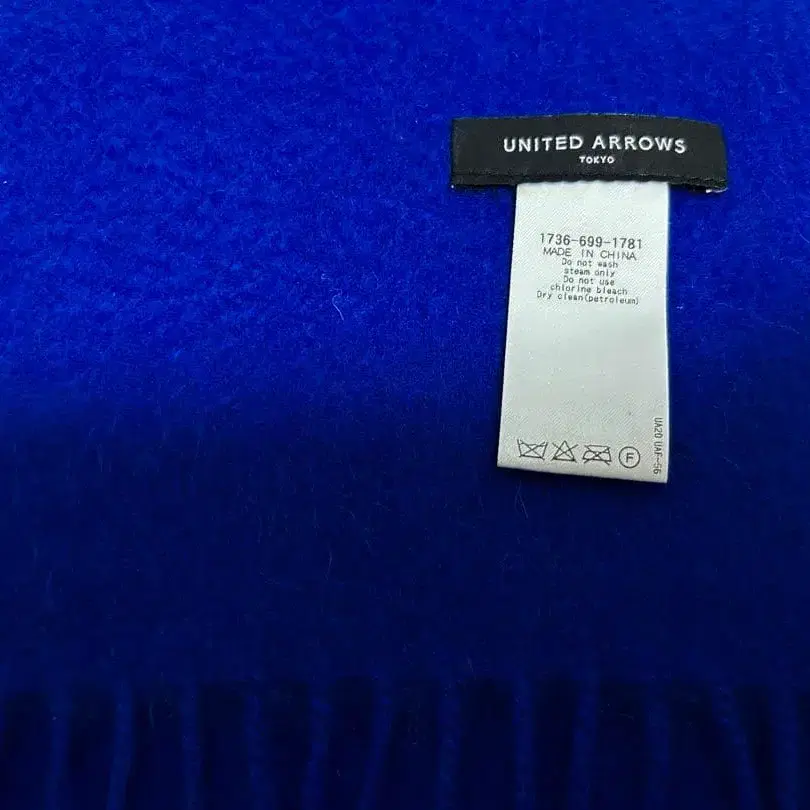 UNITED ARROWS
TOKYO
1736-699-1781
MADE IN CHINA
Do not wash
steam only
Do not use
chlorine bleach
Dry clean(petroleum)
F
UA20 UAF-56